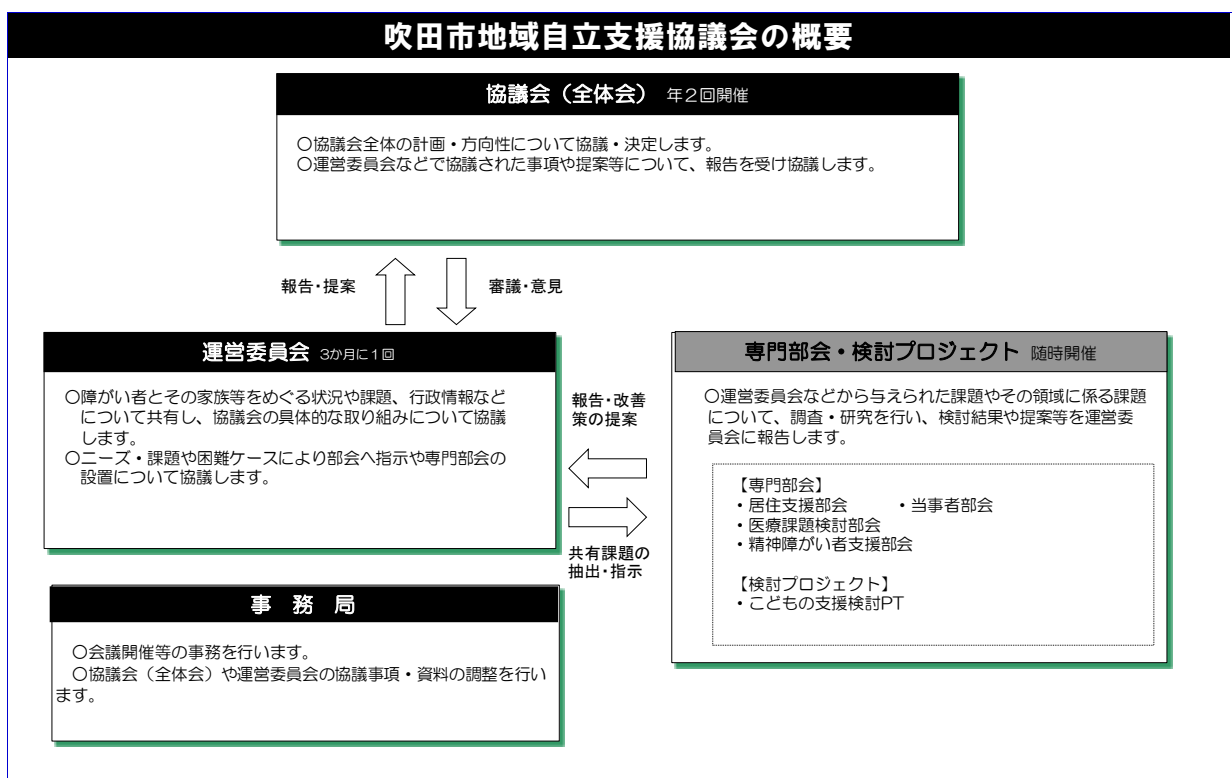 吹田市地域自立支援協議会の概要
協議会（全体会） 年２回開催
○協議会全体の計画・方向性について協議・決定します。
○運営委員会などで協議された事項や提案等について、報告を受け協議します。
報告・提案
審議・意見
運営委員会 3か月に１回
○障がい者とその家族等をめぐる状況や課題、行政情報など
について共有し、協議会の具体的な取り組みについて協議
します。
○ニーズ・課題や困難ケースにより部会へ指示や専門部会の
設置について協議します。
報告・改善
策の提案
共有課題の
抽出・指示
専門部会・検討プロジェクト 随時開催
○運営委員会などから与えられた課題やその領域に係る課題
について、調査・研究を行い、検討結果や提案等を運営委
員会に報告します。
【専門部会】
・居住支援部会 ・当事者部会
・医療課題検討部会
・精神障がい者支援部会
【検討プロジェクト】
・こどもの支援検討PT
事 務 局
○会議開催等の事務を行います。
○協議会（全体会）や運営委員会の協議事項・資料の調整を行い
ます。